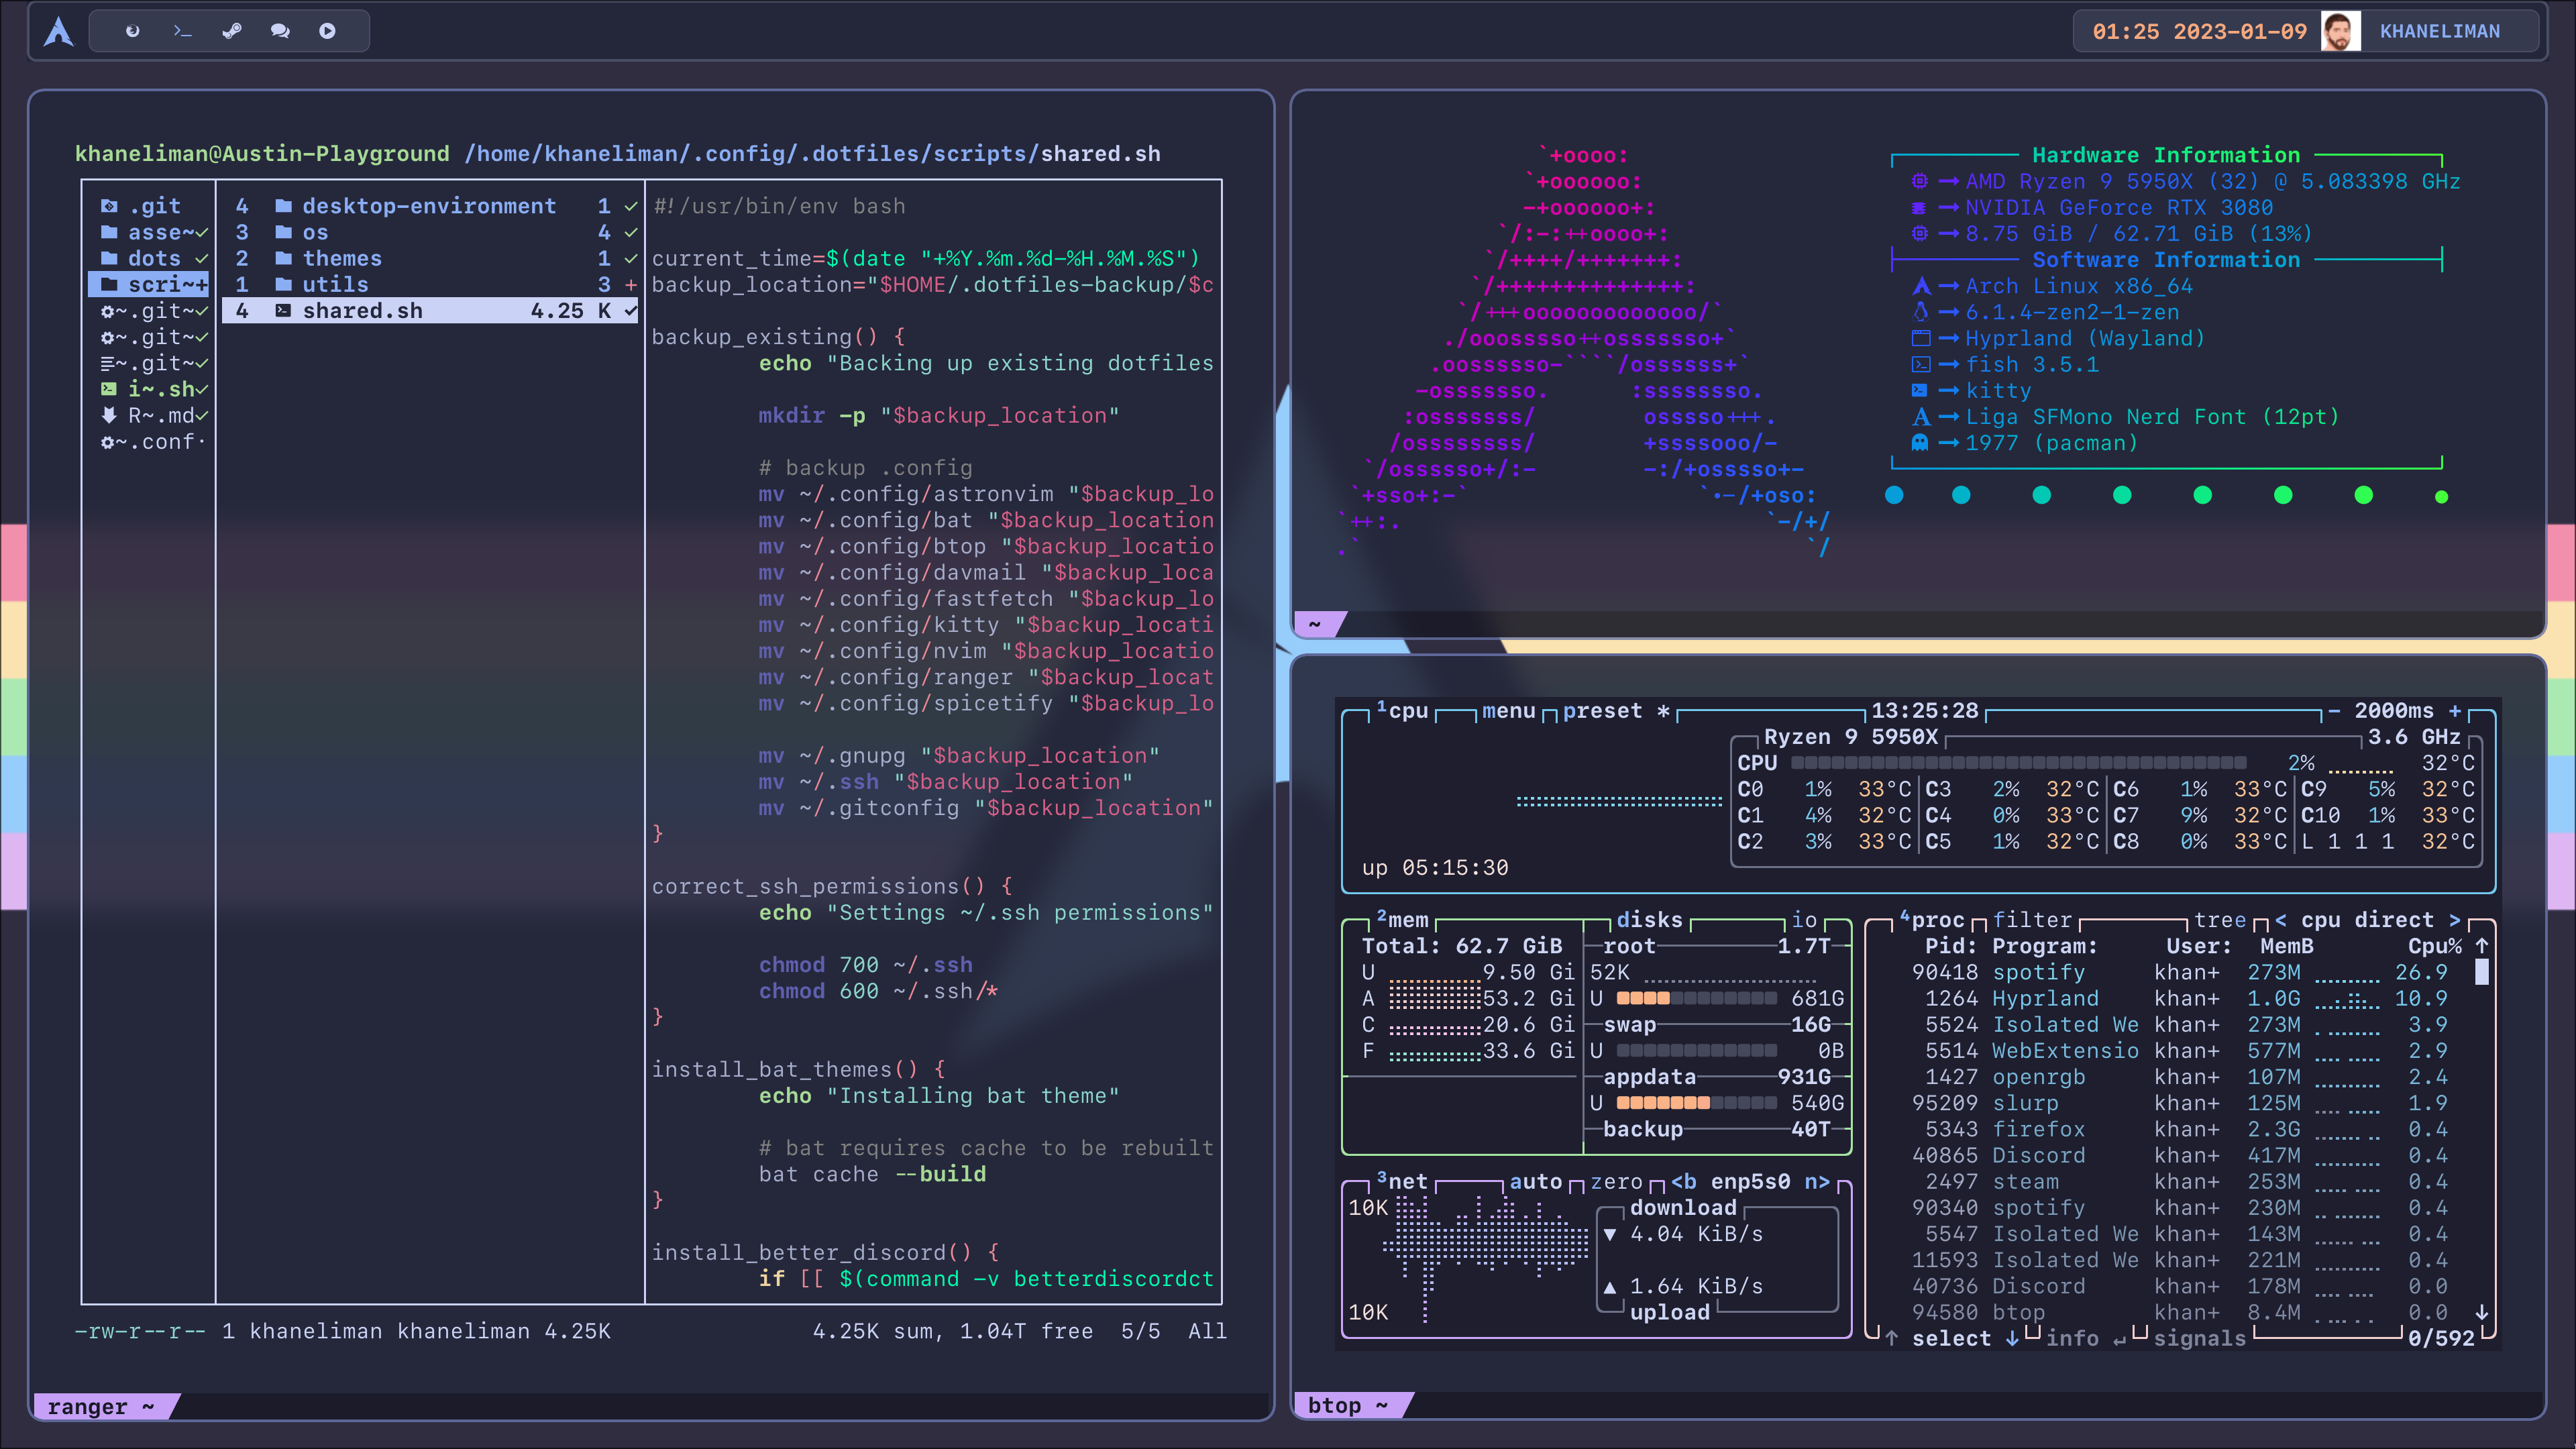 01:25 2023-01-09 KHANELIMAN
khaneliman@Austin-Playground /home/khaneliman/.config/.dotfiles/scripts/shared.sh
.git
asse~✓
dots ✓
scri~+
~.git~✓
~.git~✓
~.git~✓
i~.sh✓
R~.md✓
~.conf·
4 desktop-environment 1 ✓
3 os 4 ✓
2 themes 1 ✓
1 utils 3 +
4 shared.sh 4.25 K ✓
#!/usr/bin/env bash
current_time=$(date "+%Y.%m.%d-%H.%M.%S")
backup_location="$HOME/.dotfiles-backup/$c
backup_existing() {
echo "Backing up existing dotfiles
mkdir -p "$backup_location"
# backup .config
mv ~/.config/astronvim "$backup_lo
mv ~/.config/bat "$backup_location
mv ~/.config/btop "$backup_locatio
mv ~/.config/davmail "$backup_loca
mv ~/.config/fastfetch "$backup_lo
mv ~/.config/kitty "$backup_locati
mv ~/.config/nvim "$backup_locatio
mv ~/.config/ranger "$backup_locat
mv ~/.config/spicetify "$backup_lo
mv ~/.gnupg "$backup_location"
mv ~/.ssh "$backup_location"
mv ~/.gitconfig "$backup_location"
}
correct_ssh_permissions() {
echo "Settings ~/.ssh permissions"
chmod 700 ~/.ssh
chmod 600 ~/.ssh/*
}
install_bat_themes() {
echo "Installing bat theme"
# bat requires cache to be rebuilt
bat cache --build
}
install_better_discord() {
if [[ $(command -v betterdiscordct
-rw-r--r-- 1 khaneliman khaneliman 4.25K 4.25K sum, 1.04T free 5/5 All
ranger ~
`+oooo:
`+oooooo:
-+oooooo+:
`/:-:++oooo+:
`/++++/+++++++:
`/++++++++++++++:
`/+++ooooooooooooo/`
./ooosssso++osssssso+`
.oossssso-````/ossssss+`
-osssssso. :ssssssso.
:osssssss/ osssso+++.
/ossssssss/ +ssssooo/-
`/ossssso+/:- -:/+osssso+-
`+sso+:-` `.-/+oso:
`++:. `-/+/
.` `/
Hardware Information
AMD Ryzen 9 5950X (32) @ 5.083398 GHz
NVIDIA GeForce RTX 3080
8.75 GiB / 62.71 GiB (13%)
Software Information
Arch Linux x86_64
6.1.4-zen2-1-zen
Hyprland (Wayland)
fish 3.5.1
kitty
Liga SFMono Nerd Font (12pt)
1977 (pacman)
~
¹cpu menu preset * 13:25:28 - 2000ms +
Ryzen 9 5950X 3.6 GHz
CPU 2% 32°C
C0 1% 33°C C3 2% 32°C C6 1% 33°C C9 5% 32°C
C1 4% 32°C C4 0% 33°C C7 9% 32°C C10 1% 33°C
C2 3% 33°C C5 1% 32°C C8 0% 33°C L 1 1 1 32°C
up 05:15:30
²mem disks io
Total: 62.7 GiB root 1.7T
U 9.50 Gi 52K
A 53.2 Gi U 681G
C 20.6 Gi swap 16G
F 33.6 Gi U 0B
appdata 931G
U 540G
backup 40T
³net auto zero <b enp5s0 n>
10K download
▼ 4.04 KiB/s
▲ 1.64 KiB/s
10K upload
⁴proc filter tree < cpu direct >
Pid: Program: User: MemB Cpu% ↑
90418 spotify khan+ 273M 26.9
1264 Hyprland khan+ 1.0G 10.9
5524 Isolated We khan+ 273M 3.9
5514 WebExtensio khan+ 577M 2.9
1427 openrgb khan+ 107M 2.4
95209 slurp khan+ 125M 1.9
5343 firefox khan+ 2.3G 0.4
40865 Discord khan+ 417M 0.4
2497 steam khan+ 253M 0.4
90340 spotify khan+ 230M 0.4
5547 Isolated We khan+ 143M 0.4
11593 Isolated We khan+ 221M 0.4
40736 Discord khan+ 178M 0.0
94580 btop khan+ 8.4M 0.0 ↓
↑ select ↓ info ↵ signals 0/592
btop ~